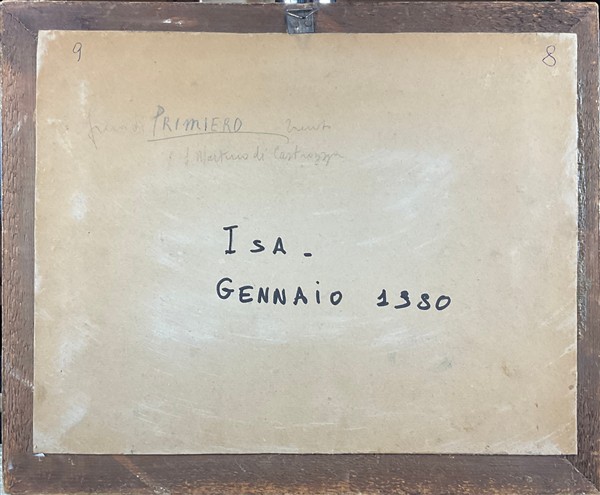 9 8
PRIMIERO
S. Martino di Castrozza
ISA -
GENNAIO 1980